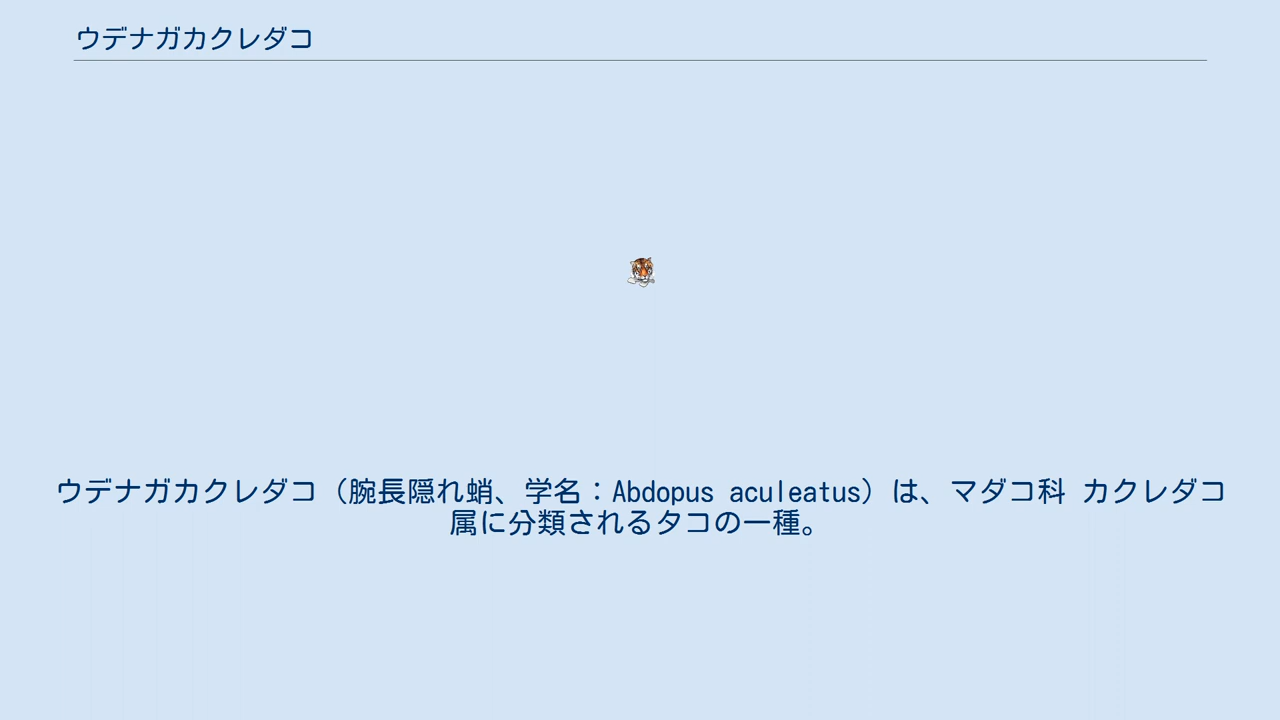 ウデナガカクレダコ
ウデナガカクレダコ（腕長隠れ蛸、学名：Abdopus aculeatus）は、マダコ科 カクレダコ
属に分類されるタコの一種。